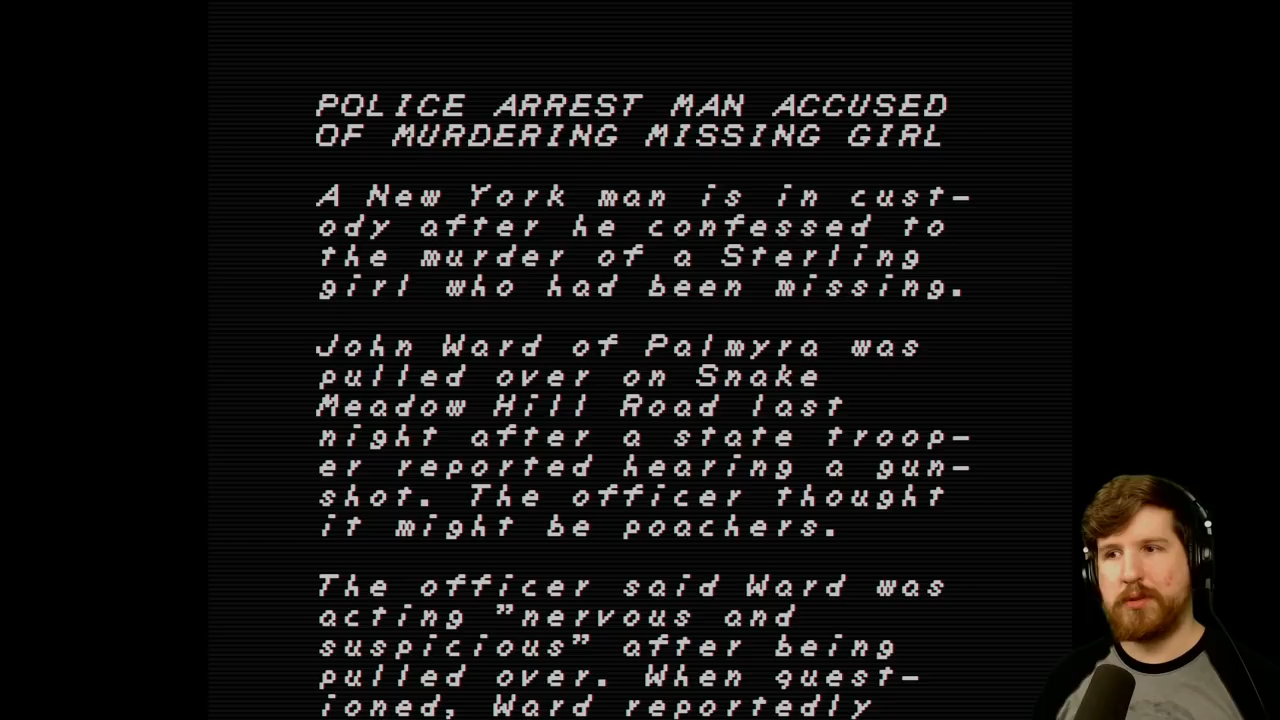 POLICE ARREST MAN ACCUSED
OF MURDERING MISSING GIRL
A New York man is in cust-
ody after he confessed to
the murder of a Sterling
girl who had been missing.
John Ward of Palmyra was
pulled over on Snake
Meadow Hill Road last
night after a state troop-
er reported hearing a gun-
shot. The officer thought
it might be poachers.
The officer said Ward was
acting "nervous and
suspicious" after being
pulled over. When quest-
ioned, Ward reportedly